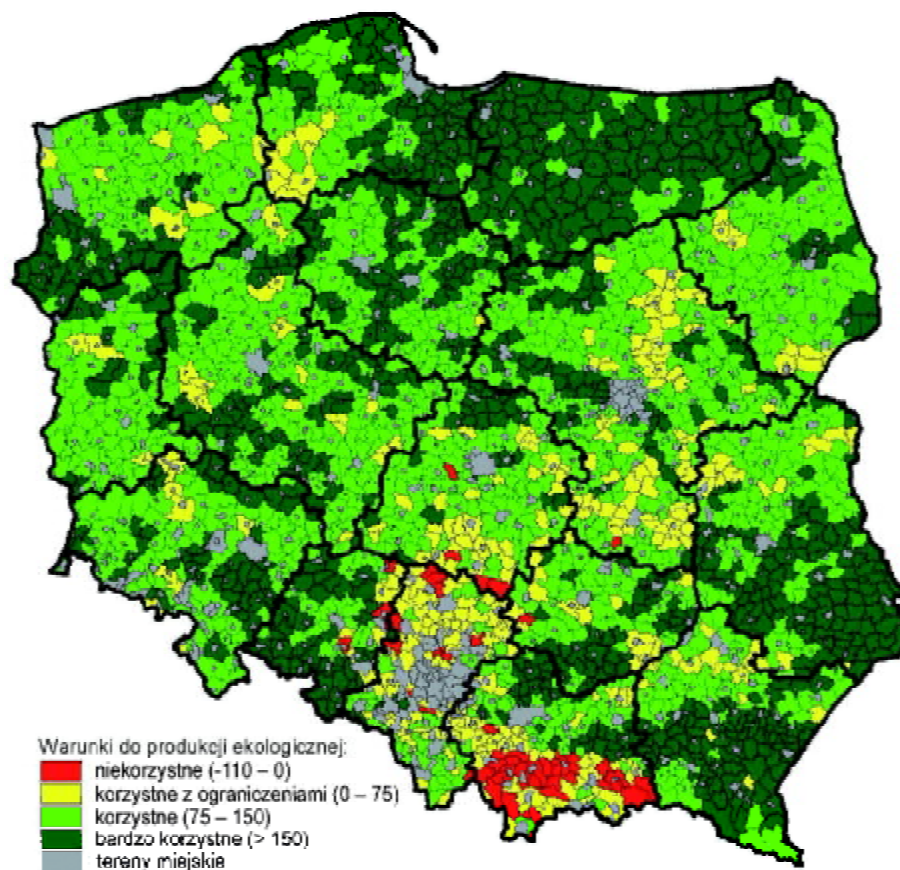 Warunki do produkcji ekologicznej:
niekorzystne (-110 – 0)
korzystne z ograniczeniami (0 – 75)
korzystne (75 – 150)
bardzo korzystne (> 150)
tereny miejskie